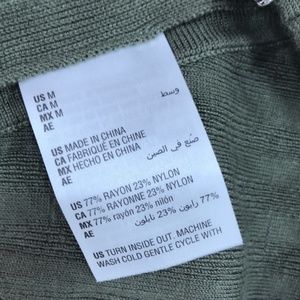 US M
CA M
MX M
AE وسط
US MADE IN CHINA
CA FABRIQUÉ EN CHINE
MX HECHO EN CHINA
AE صُنع في الصين
US 77% RAYON 23% NYLON
CA 77% RAYONNE 23% NYLON
MX 77% rayón 23% nilón
AE 77% رايون 23% نايلون
US TURN INSIDE OUT. MACHINE
WASH COLD GENTLE CYCLE WITH